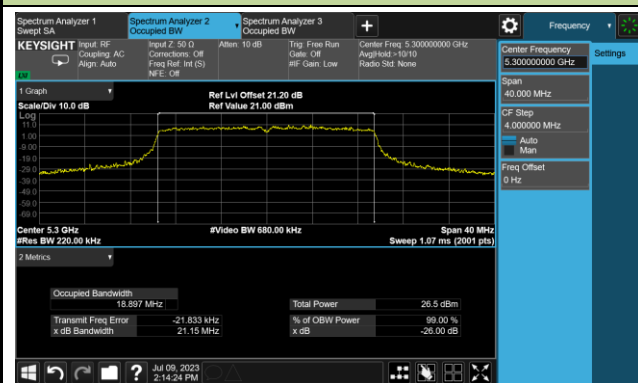 Spectrum Analyzer 1
Swept SA
Spectrum Analyzer 2
Occupied BW
Spectrum Analyzer 3
Occupied BW
+
Frequency
KEYSIGHT
Input: RF
Coupling: AC
Align: Auto
Input Z: 50 Ω
Corrections: Off
Freq Ref: Int (S)
NFE: Off
Atten: 10 dB
Trig: Free Run
Gate: Off
#IF Gain: Low
Center Freq: 5.300000000 GHz
Avg|Hold:>10/10
Radio Std: None
Center Frequency
5.300000000 GHz
Settings
Span
40.000 MHz
CF Step
4.000000 MHz
Auto
Man
Freq Offset
0 Hz
1 Graph
Scale/Div 10.0 dB
Ref Lvl Offset 21.20 dB
Ref Value 21.00 dBm
Log
11.0
1.00
-9.00
-19.0
-29.0
-39.0
-49.0
-59.0
-69.0
Center 5.3 GHz
#Video BW 680.00 kHz
Span 40 MHz
#Res BW 220.00 kHz
Sweep 1.07 ms (2001 pts)
2 Metrics
Occupied Bandwidth
18.897 MHz
Total Power 26.5 dBm
Transmit Freq Error -21.833 kHz
% of OBW Power 99.00 %
x dB Bandwidth 21.15 MHz
x dB -26.00 dB
?
Jul 09, 2023
2:14:24 PM